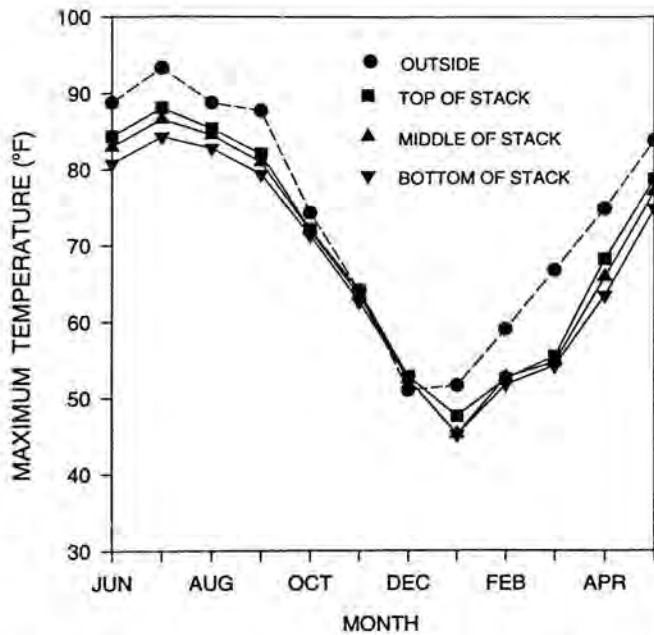 100
90
80
70
60
50
40
30
MAXIMUM TEMPERATURE (°F)
OUTSIDE
TOP OF STACK
MIDDLE OF STACK
BOTTOM OF STACK
JUN AUG OCT DEC FEB APR
MONTH